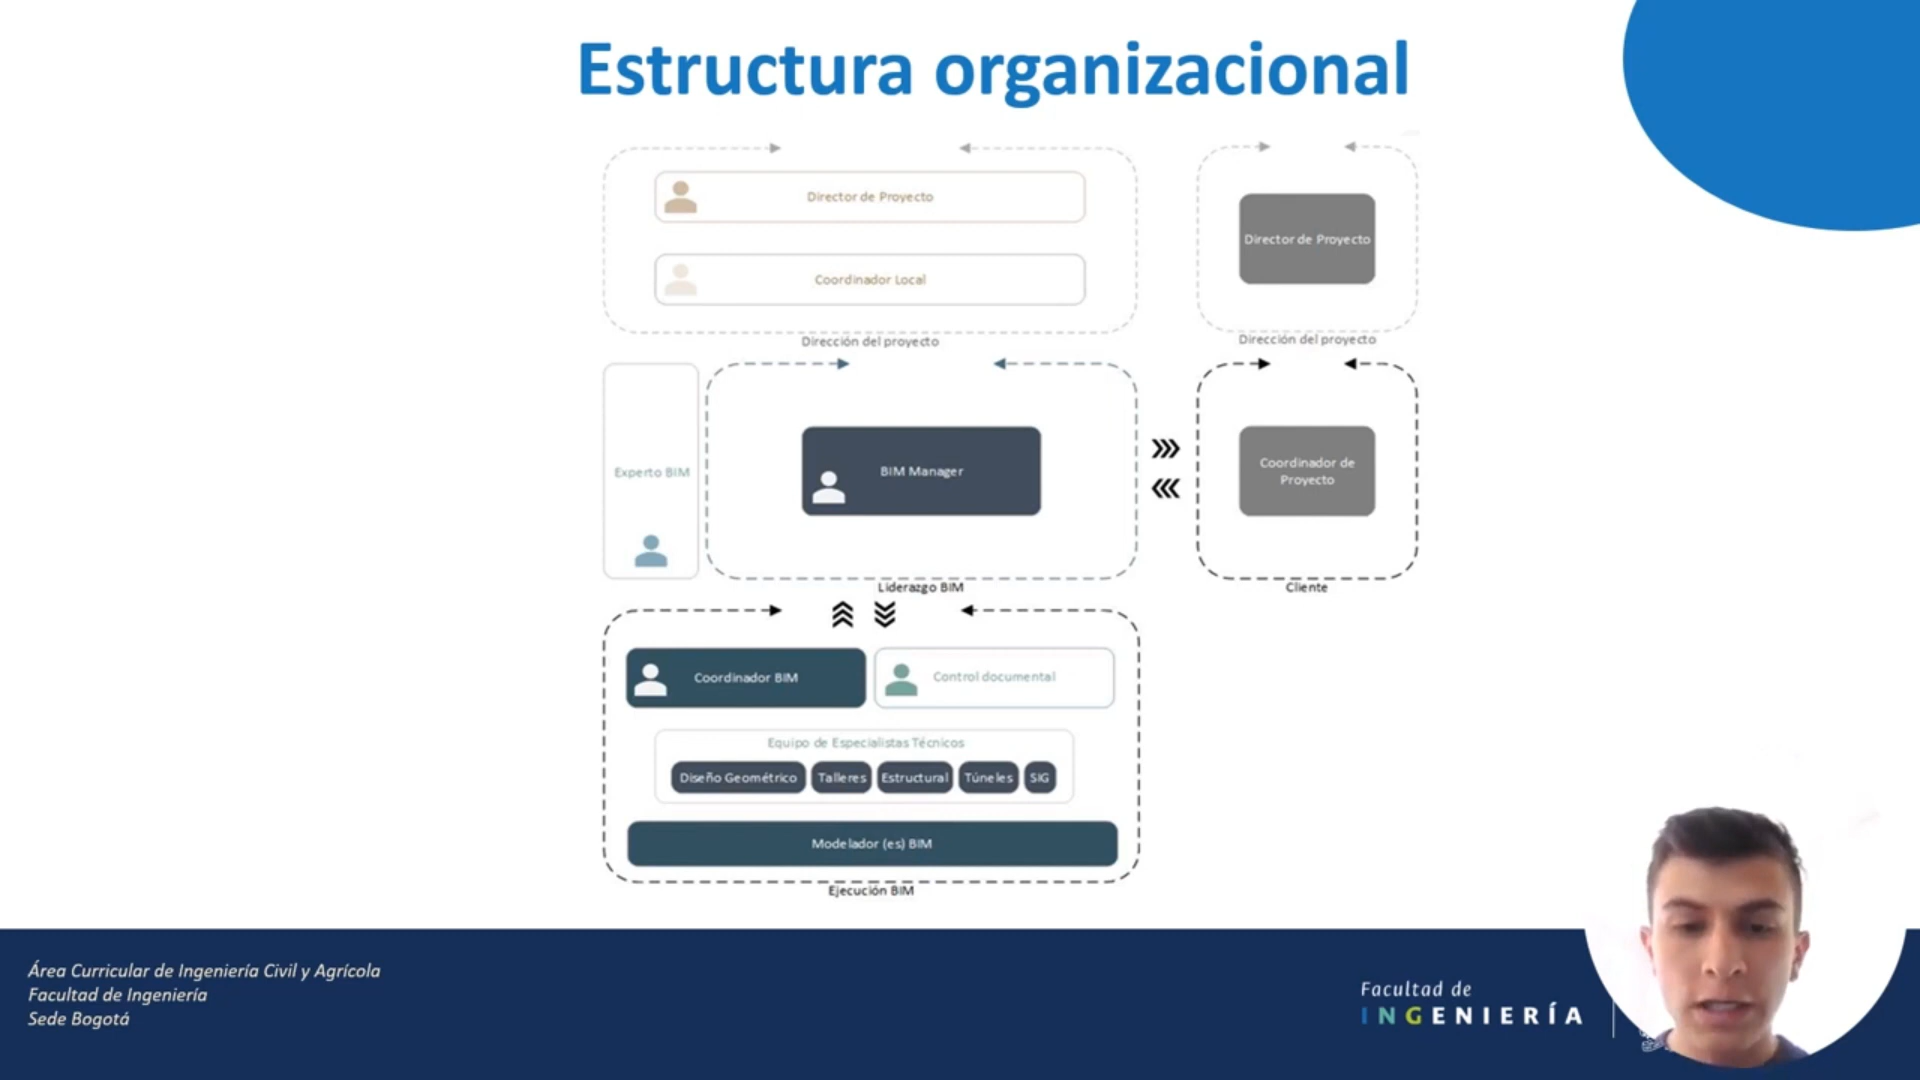 Estructura organizacional
Director de Proyecto
Coordinador Local
Dirección del proyecto
Director de Proyecto
Dirección del proyecto
Experto BIM
BIM Manager
Liderazgo BIM
Coordinador de
Proyecto
Cliente
Coordinador BIM
Control documental
Equipo de Especialistas Técnicos
Diseño Geométrico
Talleres
Estructural
Túneles
SIG
Modelador (es) BIM
Ejecución BIM
Área Curricular de Ingeniería Civil y Agrícola
Facultad de Ingeniería
Sede Bogotá
Facultad de
INGENIERÍA